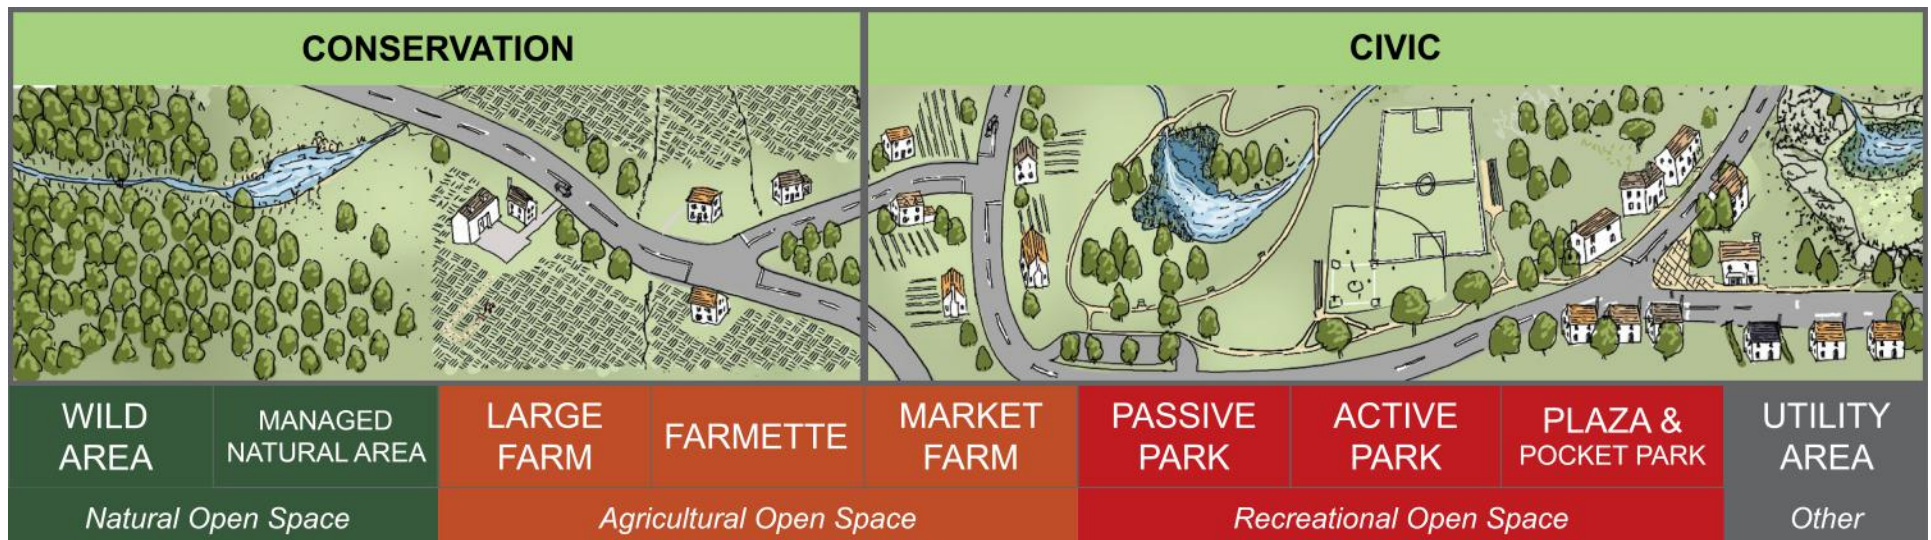 CONSERVATION
CIVIC
WILD
AREA
MANAGED
NATURAL AREA
LARGE
FARM
FARMETTE
MARKET
FARM
PASSIVE
PARK
ACTIVE
PARK
PLAZA &
POCKET PARK
UTILITY
AREA
Natural Open Space
Agricultural Open Space
Recreational Open Space
Other